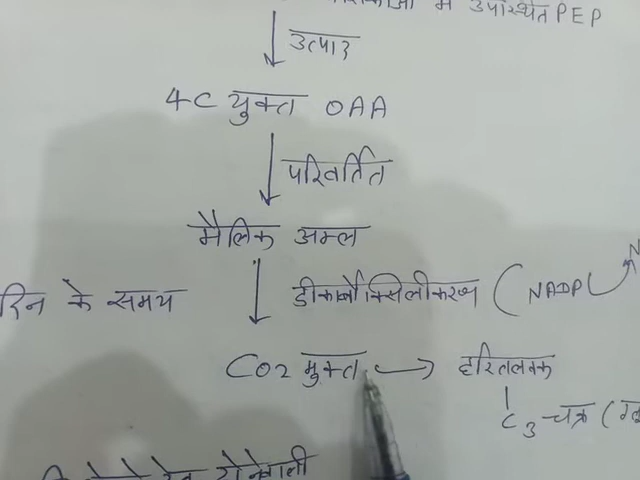 में उपस्थित PEP
उत्पाद
4C युक्त OAA
परिवर्तित
मैलिक अम्ल
दिन के समय डीकार्बोक्सिलीकरण (NADP
CO2 मुक्त → हरितलवक
C3-चक्र (